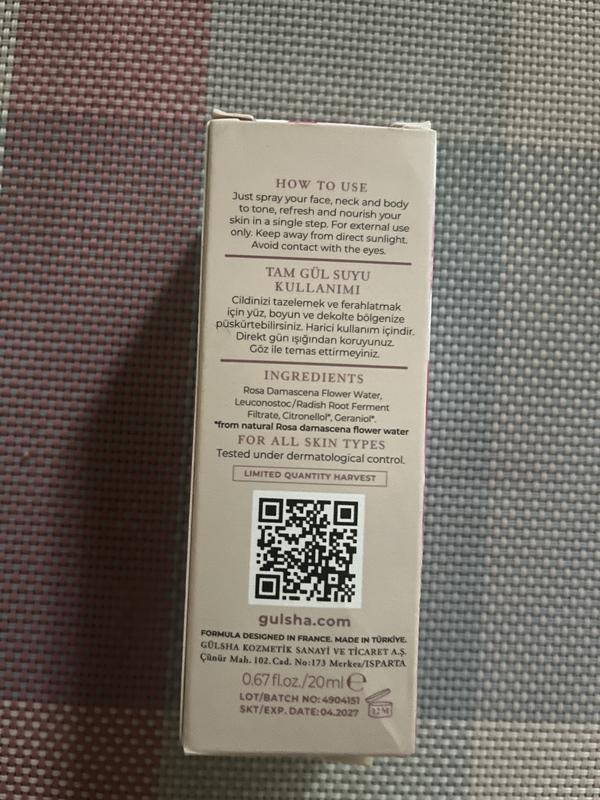 HOW TO USE
Just spray your face, neck and body
to tone, refresh and nourish your
skin in a single step. For external use
only. Keep away from direct sunlight.
Avoid contact with the eyes.
TAM GÜL SUYU
KULLANIMI
Cildinizi tazelemek ve ferahlatmak
için yüz, boyun ve dekolte bölgenize
püskürtebilirsiniz. Harici kullanım içindir.
Direkt gün ışığından koruyunuz.
Göz ile temas ettirmeyiniz.
INGREDIENTS
Rosa Damascena Flower Water,
Leuconostoc/Radish Root Ferment
Filtrate, Citronellol*, Geraniol*.
*from natural Rosa damascena flower water
FOR ALL SKIN TYPES
Tested under dermatological control.
LIMITED QUANTITY HARVEST
gulsha.com
FORMULA DESIGNED IN FRANCE. MADE IN TÜRKİYE.
GÜLSHA KOZMETİK SANAYİ VE TİCARET A.Ş.
Çünür Mah. 102. Cad. No:173 Merkez/ISPARTA
0.67 fl.oz./20ml ℮
LOT/BATCH NO: 4904151
SKT/EXP. DATE: 04.2027
12M